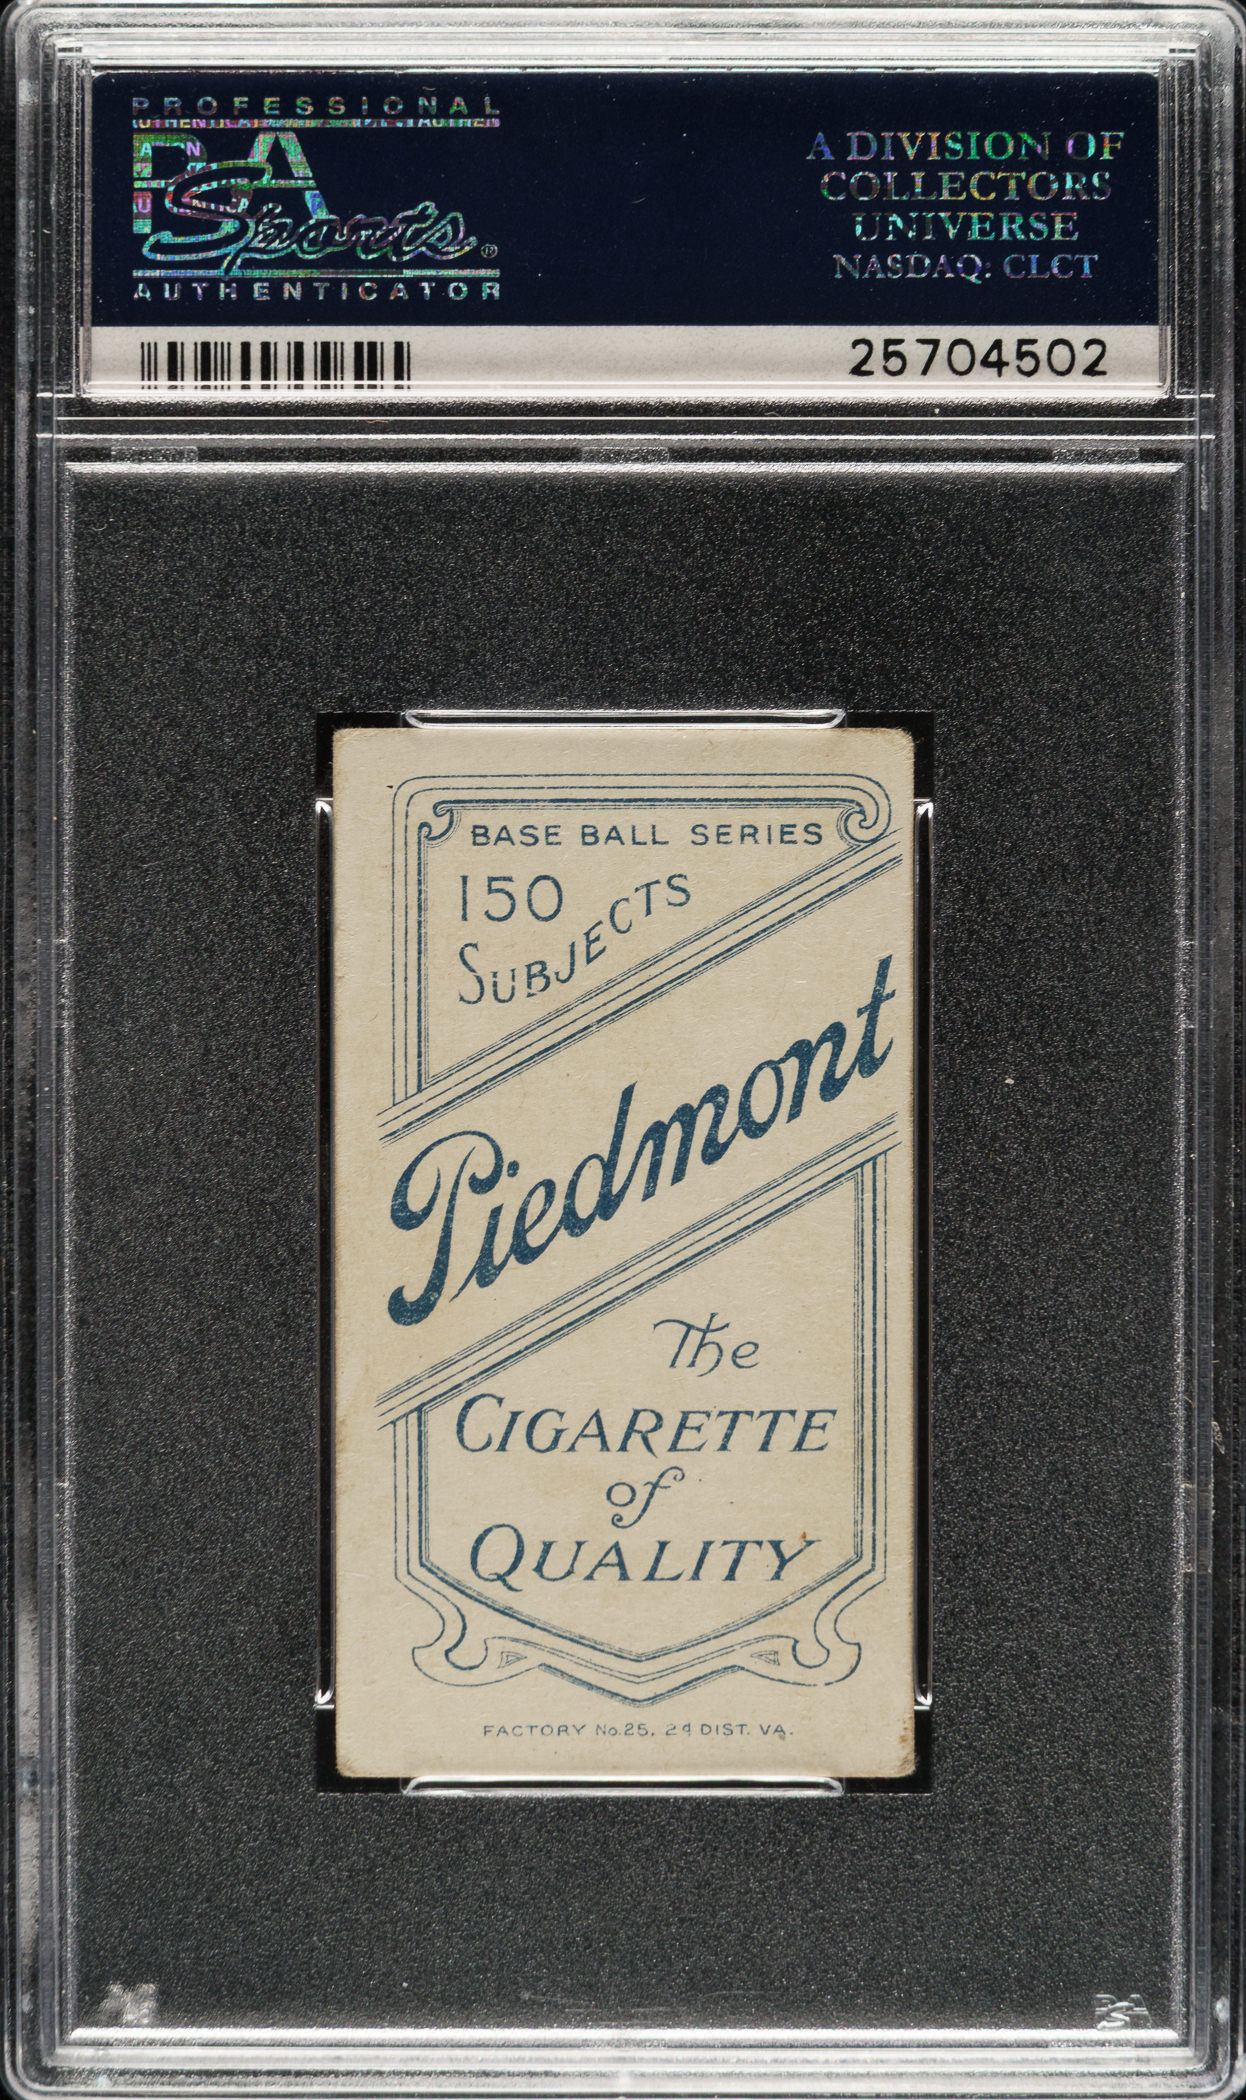 PROFESSIONAL
PSA
Sports®
AUTHENTICATOR
A DIVISION OF
COLLECTORS
UNIVERSE
NASDAQ: CLCT
25704502
BASE BALL SERIES
150
SUBJECTS
Piedmont
The
CIGARETTE
of
QUALITY
FACTORY No.25, 2d DIST. VA.
PSA